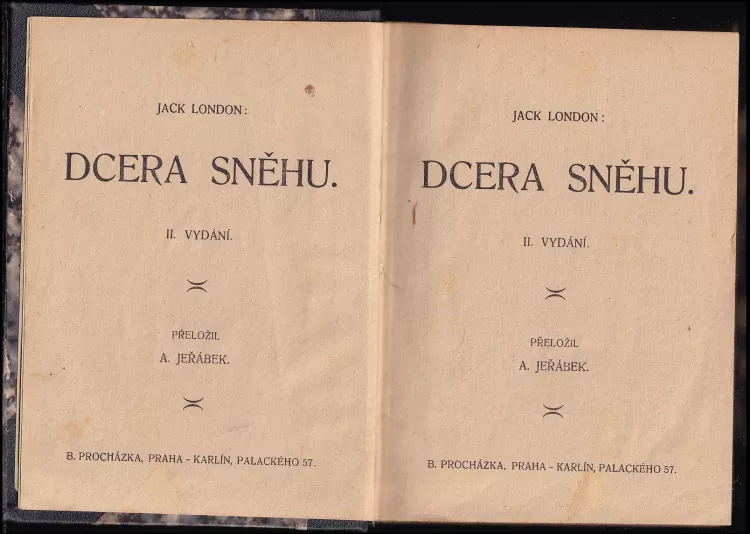 JACK LONDON:
DCERA SNĚHU.
II. VYDÁNÍ.
PŘELOŽIL
A. JEŘÁBEK.
B. PROCHÁZKA, PRAHA - KARLÍN, PALACKÉHO 57.
JACK LONDON:
DCERA SNĚHU.
II. VYDÁNÍ.
PŘELOŽIL
A. JEŘÁBEK.
B. PROCHÁZKA, PRAHA - KARLÍN, PALACKÉHO 57.